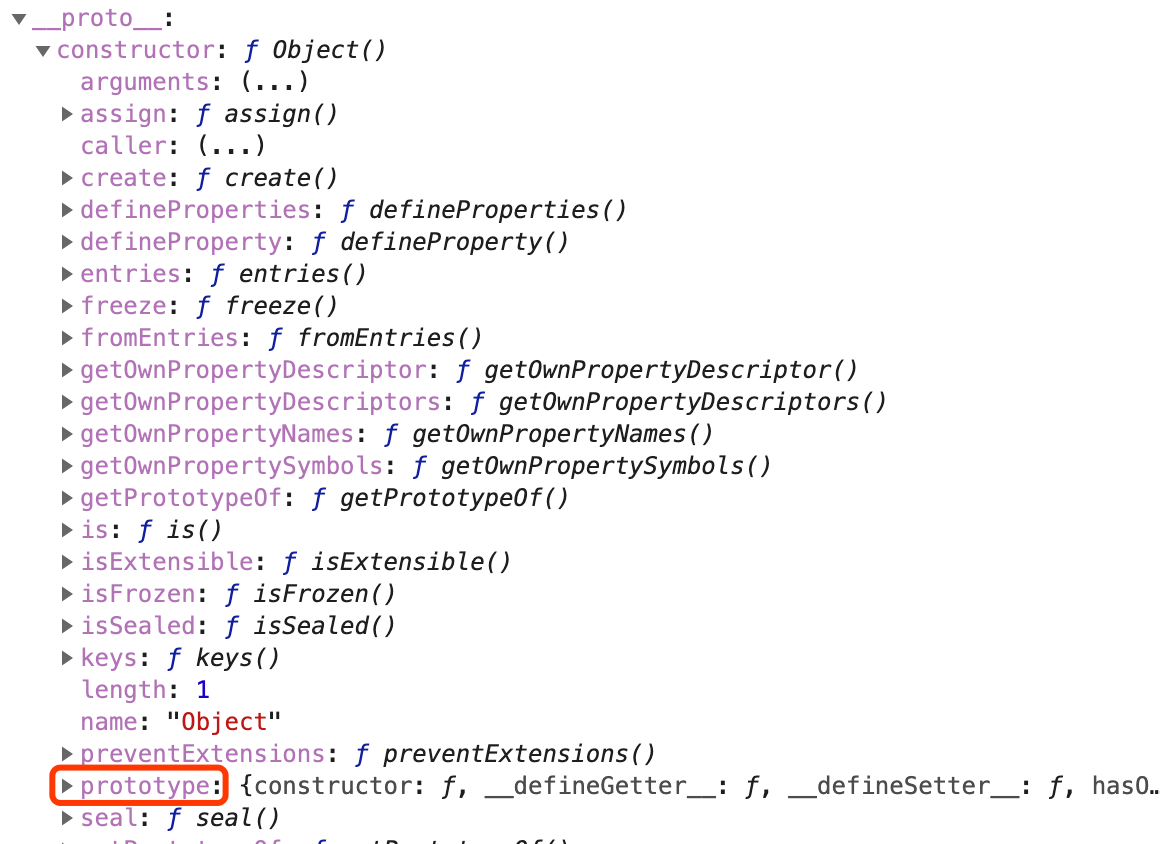 __proto__:
constructor: ƒ Object()
arguments: (...)
assign: ƒ assign()
caller: (...)
create: ƒ create()
defineProperties: ƒ defineProperties()
defineProperty: ƒ defineProperty()
entries: ƒ entries()
freeze: ƒ freeze()
fromEntries: ƒ fromEntries()
getOwnPropertyDescriptor: ƒ getOwnPropertyDescriptor()
getOwnPropertyDescriptors: ƒ getOwnPropertyDescriptors()
getOwnPropertyNames: ƒ getOwnPropertyNames()
getOwnPropertySymbols: ƒ getOwnPropertySymbols()
getPrototypeOf: ƒ getPrototypeOf()
is: ƒ is()
isExtensible: ƒ isExtensible()
isFrozen: ƒ isFrozen()
isSealed: ƒ isSealed()
keys: ƒ keys()
length: 1
name: "Object"
preventExtensions: ƒ preventExtensions()
prototype: {constructor: ƒ, __defineGetter__: ƒ, __defineSetter__: ƒ, hasO…
seal: ƒ seal()